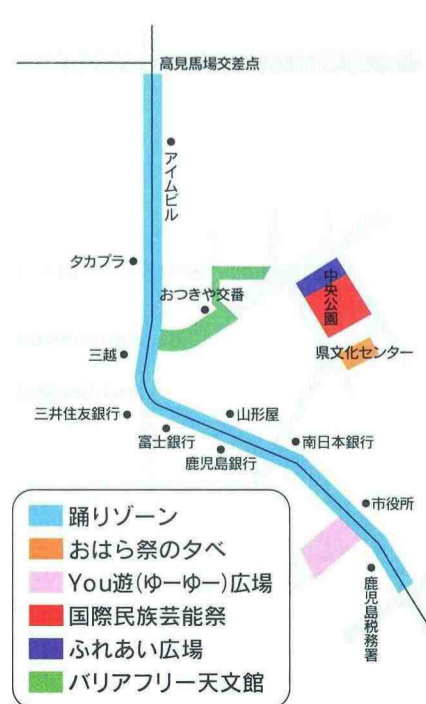 高見馬場交差点
アイムビル
タカプラ
おつきや交番
中央公園
県文化センター
三越
三井住友銀行
山形屋
富士銀行
南日本銀行
鹿児島銀行
市役所
鹿児島税務署
踊りゾーン
おはら祭の夕べ
You遊(ゆーゆー)広場
国際民族芸能祭
ふれあい広場
バリアフリー天文館